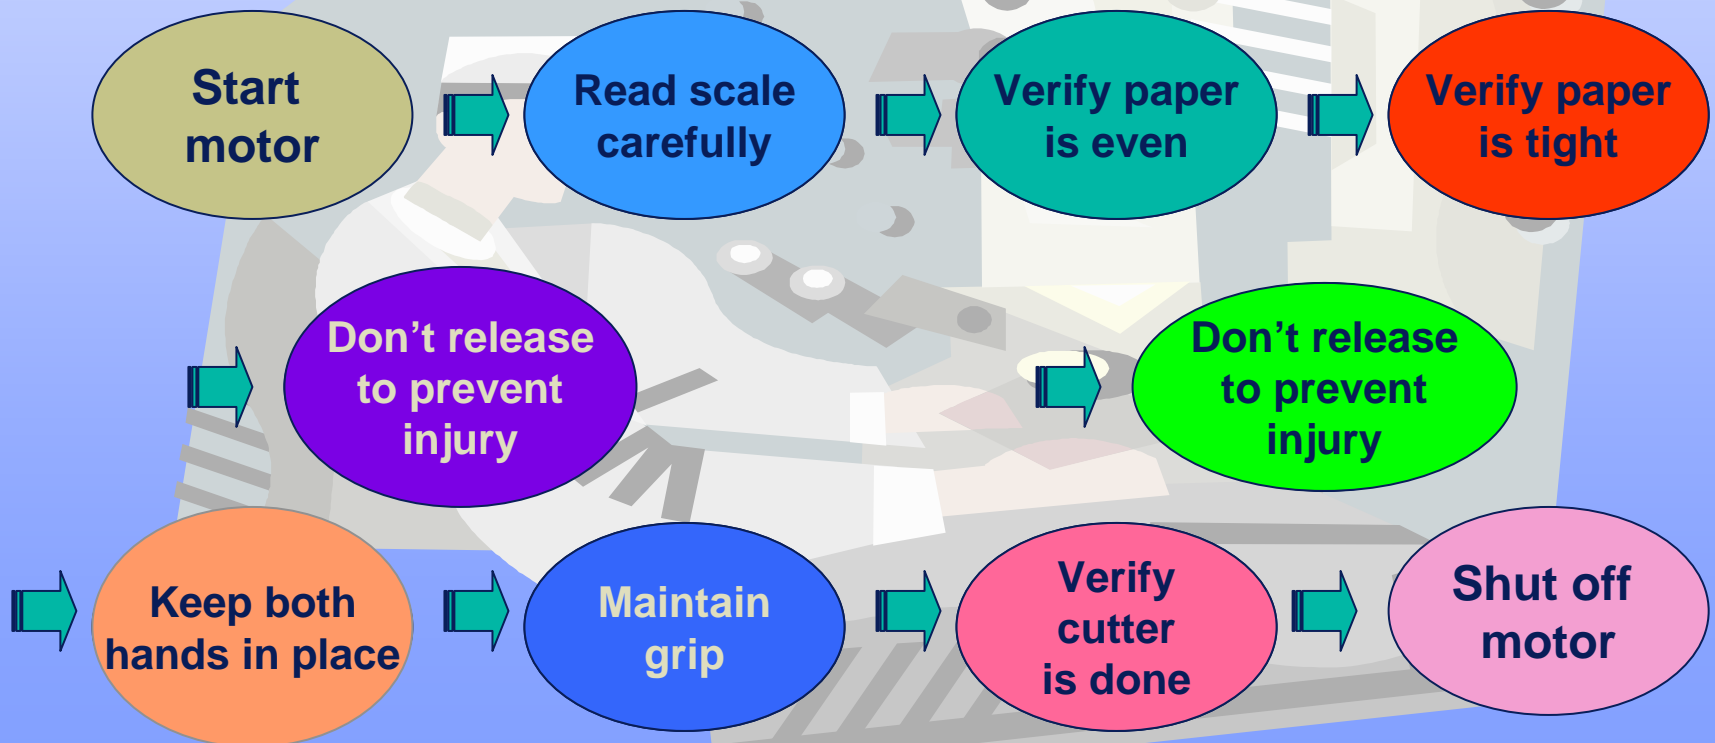 Start
motor
Read scale
carefully
Verify paper
is even
Verify paper
is tight
Don’t release
to prevent
injury
Don’t release
to prevent
injury
Keep both
hands in place
Maintain
grip
Verify
cutter
is done
Shut off
motor